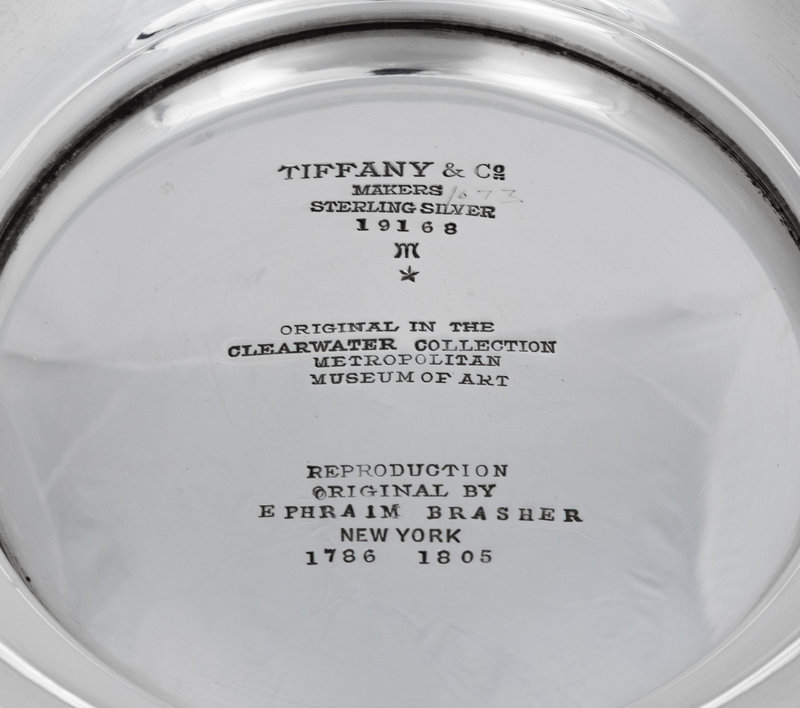 TIFFANY & Co
MAKERS
STERLING SILVER
19168
M
ORIGINAL IN THE
CLEARWATER COLLECTION
METROPOLITAN
MUSEUM OF ART
REPRODUCTION
ORIGINAL BY
EPHRAIM BRASHER
NEW YORK
1786 1805